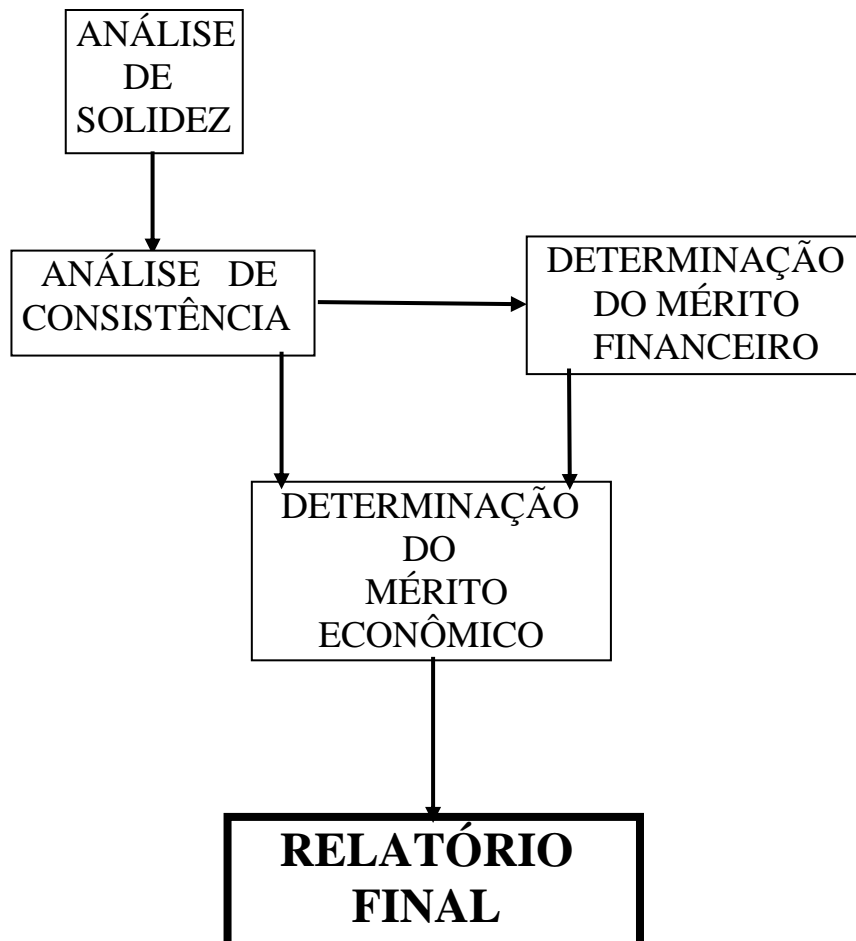 ANÁLISE
DE
SOLIDEZ
ANÁLISE DE
CONSISTÊNCIA
DETERMINAÇÃO
DO MÉRITO
FINANCEIRO
DETERMINAÇÃO
DO
MÉRITO
ECONÔMICO
RELATÓRIO
FINAL